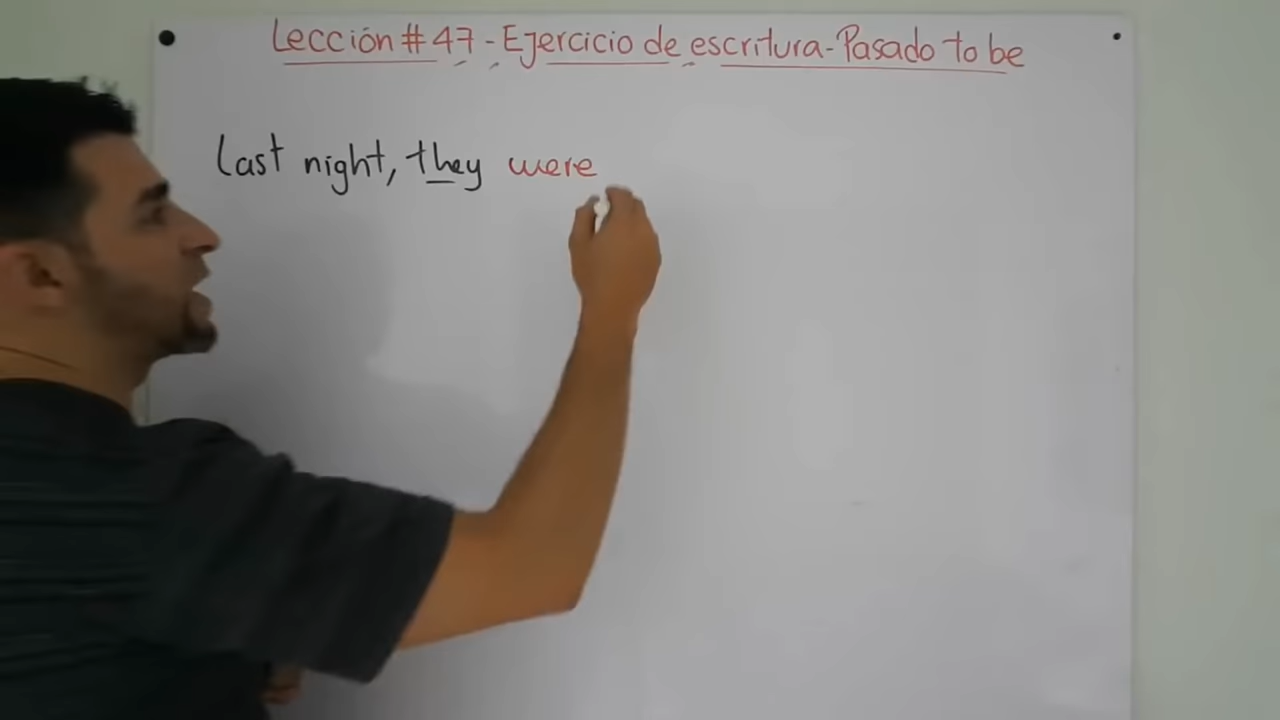 Lección # 47 - Ejercicio de escritura - Pasado to be
Last night, they were